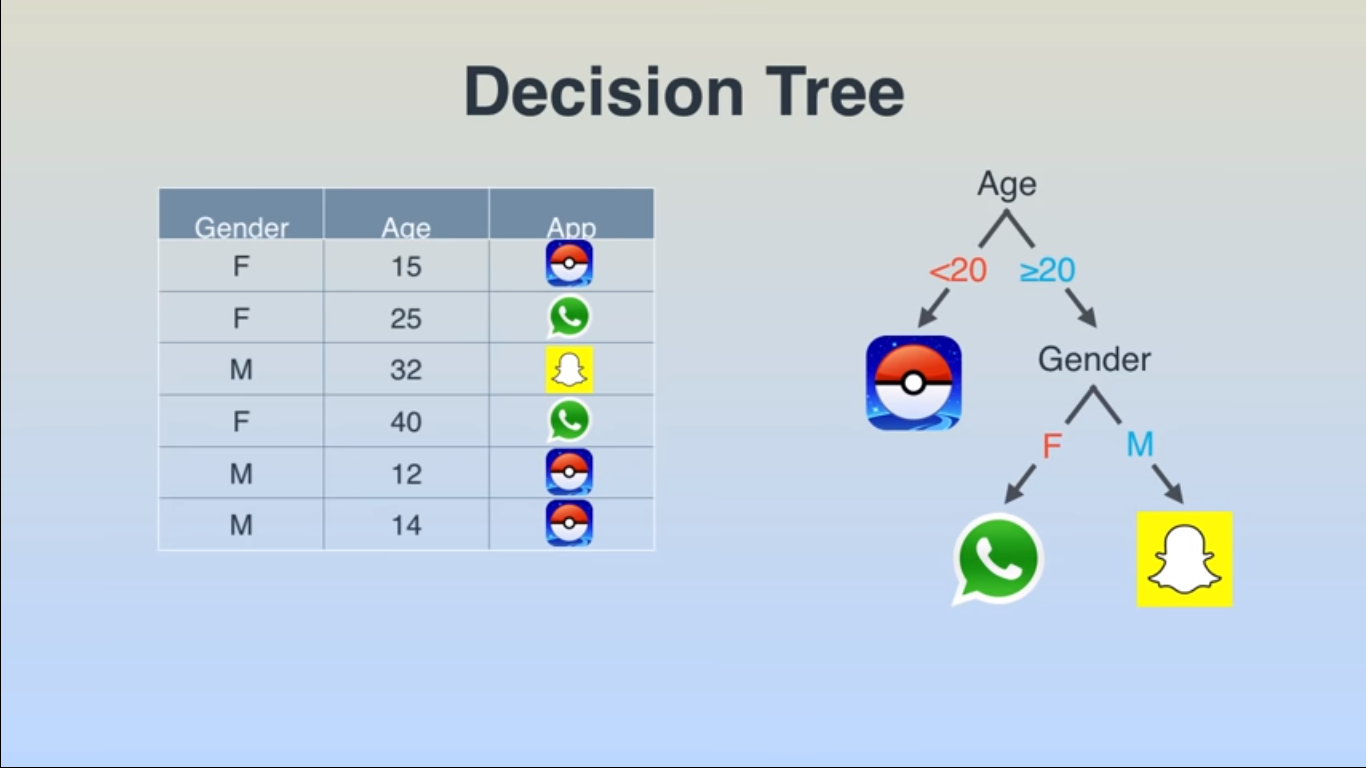 Decision Tree
Gender Age App
F 15
F 25
M 32
F 40
M 12
M 14
Age
<20 ≥20
Gender
F M